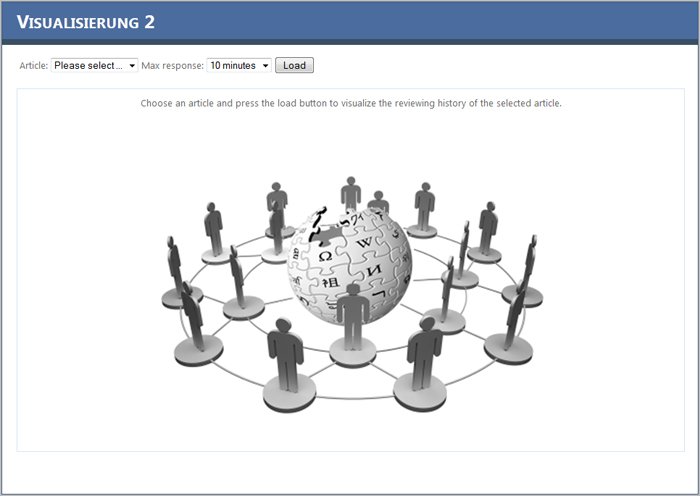 Visualisierung 2
Article: Please select ... Max response: 10 minutes Load
Choose an article and press the load button to visualize the reviewing history of the selected article.
Ω W
祖 И